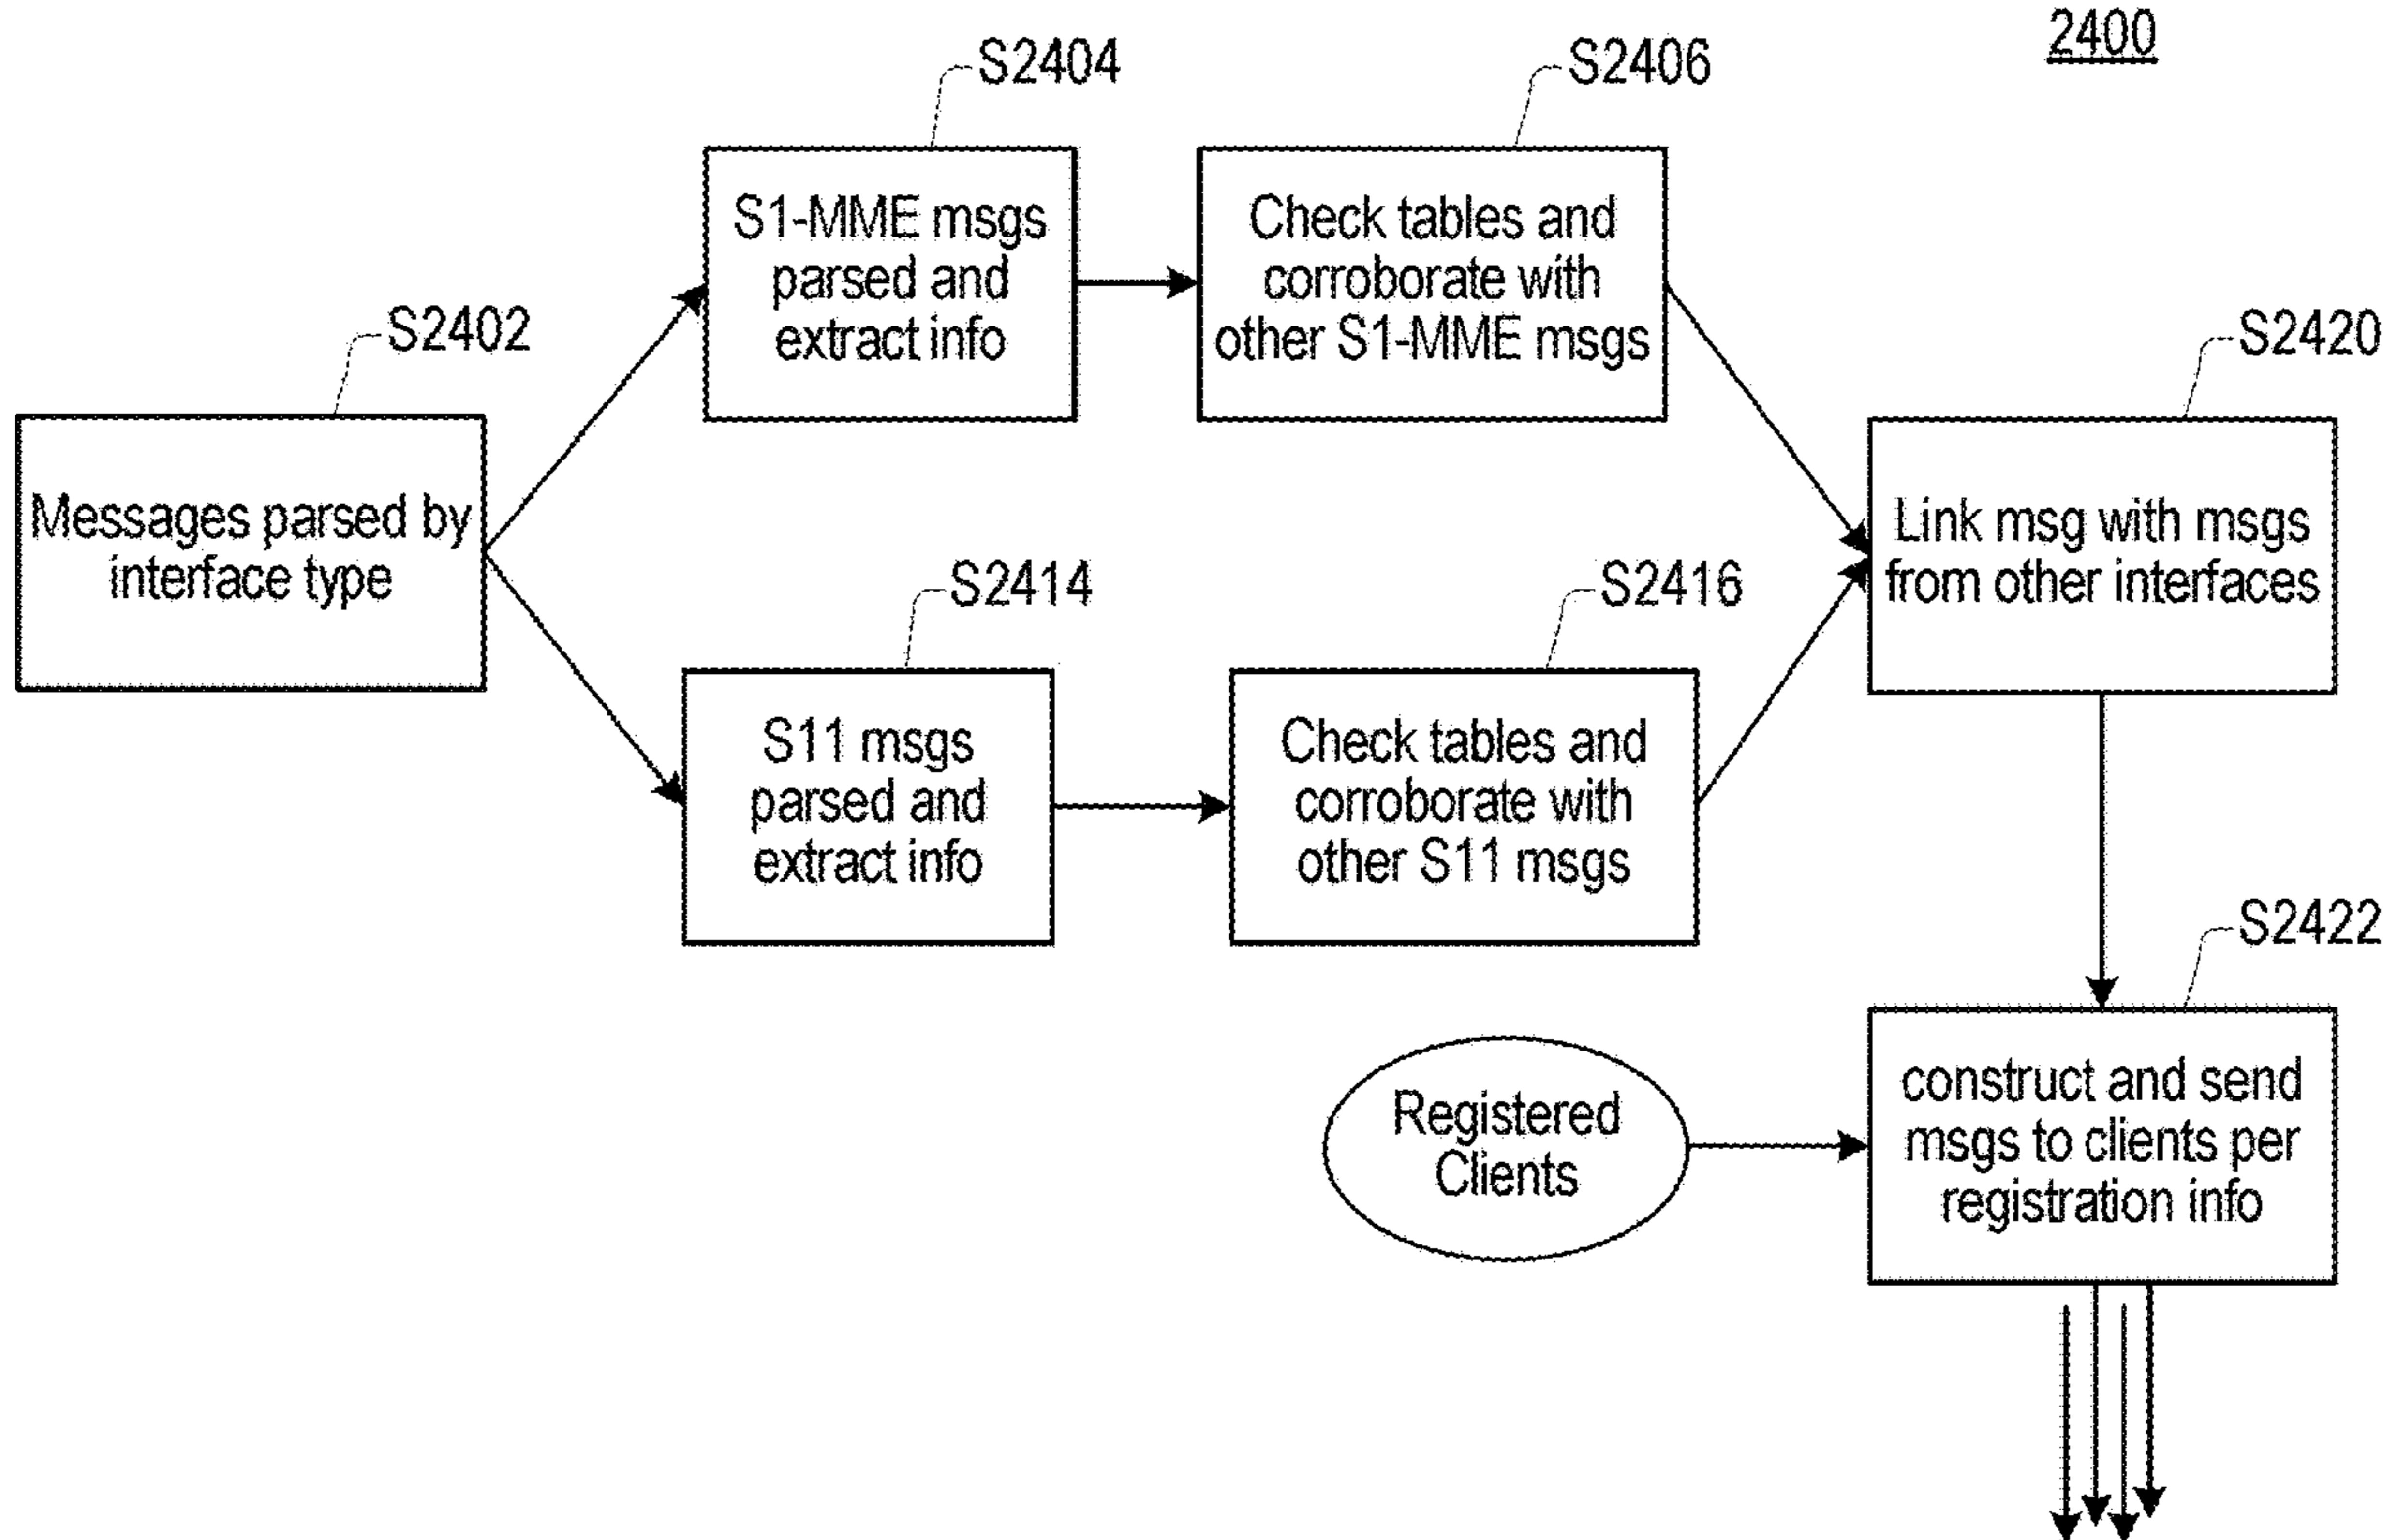 2400
S2404
S2406
S1-MME msgs
parsed and
extract info
Check tables and
corroborate with
other S1-MME msgs
S2402
Messages parsed by
interface type
S2420
Link msg with msgs
from other interfaces
S2414
S2416
S11 msgs
parsed and
extract info
Check tables and
corroborate with
other S11 msgs
S2422
Registered
Clients
construct and send
msgs to clients per
registration info